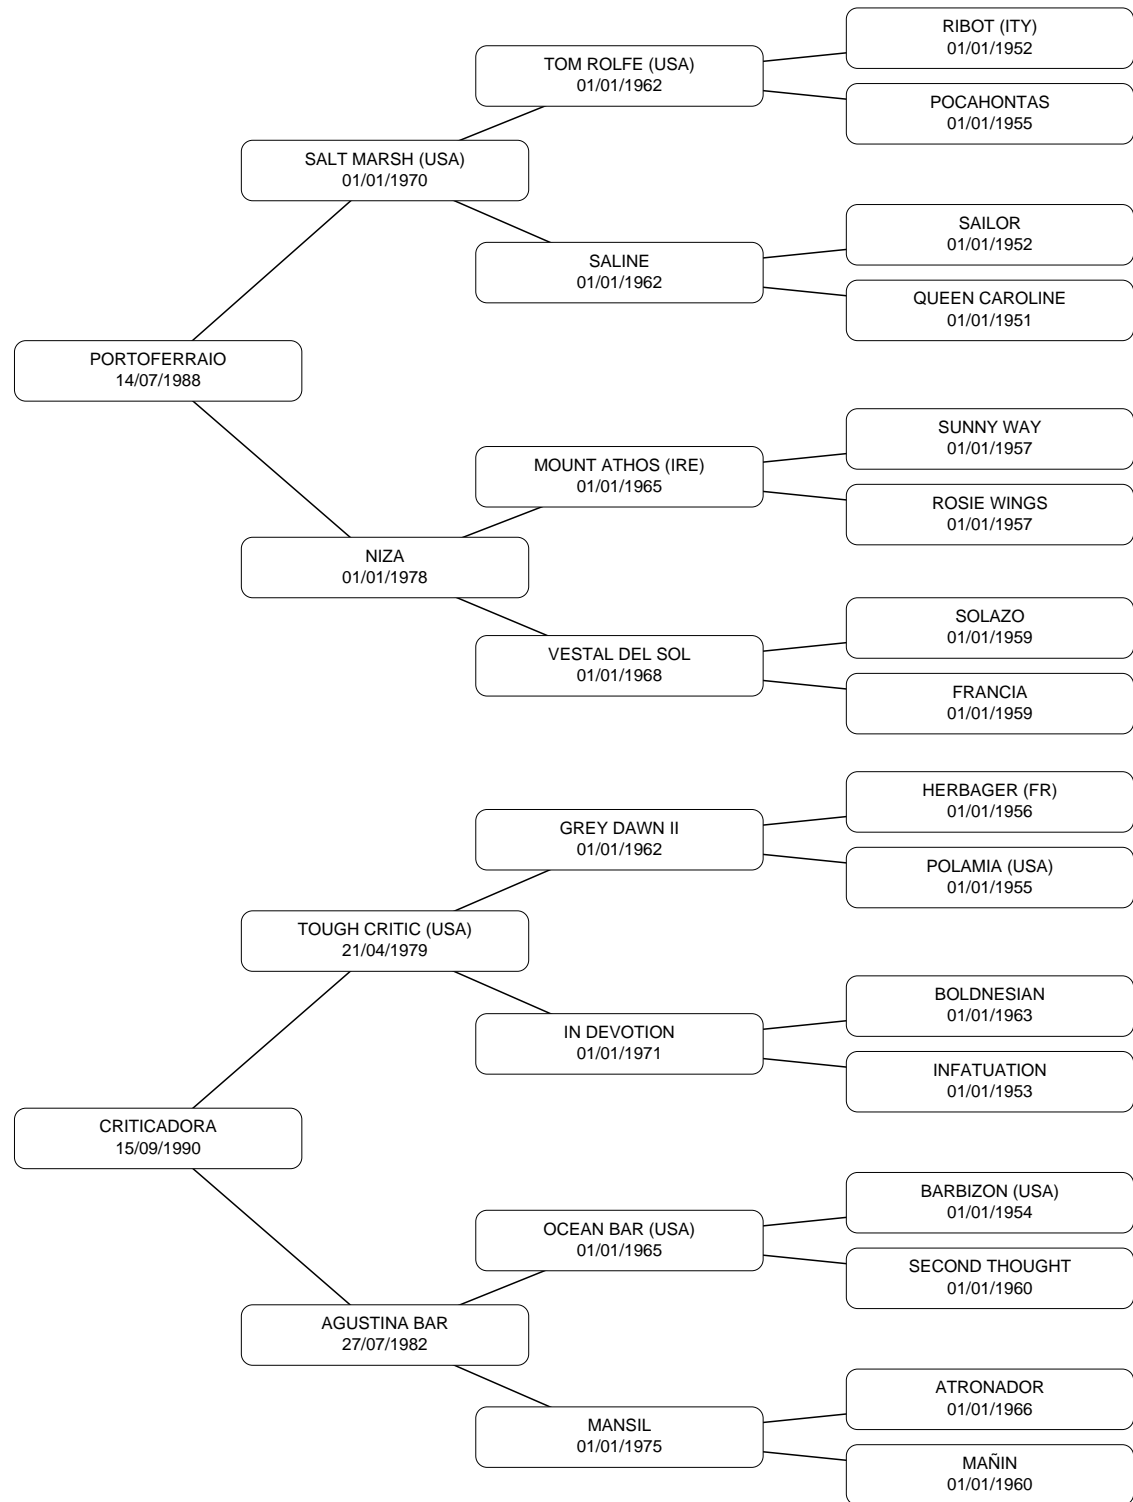 RIBOT (ITY)
01/01/1952
TOM ROLFE (USA)
01/01/1962
POCAHONTAS
01/01/1955
SALT MARSH (USA)
01/01/1970
SAILOR
01/01/1952
SALINE
01/01/1962
QUEEN CAROLINE
01/01/1951
PORTOFERRAIO
14/07/1988
SUNNY WAY
01/01/1957
MOUNT ATHOS (IRE)
01/01/1965
ROSIE WINGS
01/01/1957
NIZA
01/01/1978
SOLAZO
01/01/1959
VESTAL DEL SOL
01/01/1968
FRANCIA
01/01/1959
HERBAGER (FR)
01/01/1956
GREY DAWN II
01/01/1962
POLAMIA (USA)
01/01/1955
TOUGH CRITIC (USA)
21/04/1979
BOLDNESIAN
01/01/1963
IN DEVOTION
01/01/1971
INFATUATION
01/01/1953
CRITICADORA
15/09/1990
BARBIZON (USA)
01/01/1954
OCEAN BAR (USA)
01/01/1965
SECOND THOUGHT
01/01/1960
AGUSTINA BAR
27/07/1982
ATRONADOR
01/01/1966
MANSIL
01/01/1975
MAÑIN
01/01/1960